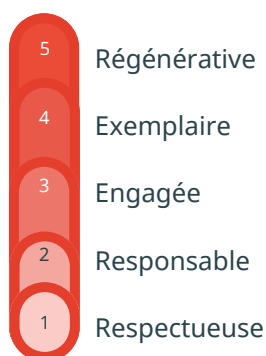 5 Régénérative
4 Exemplaire
3 Engagée
2 Responsable
1 Respectueuse